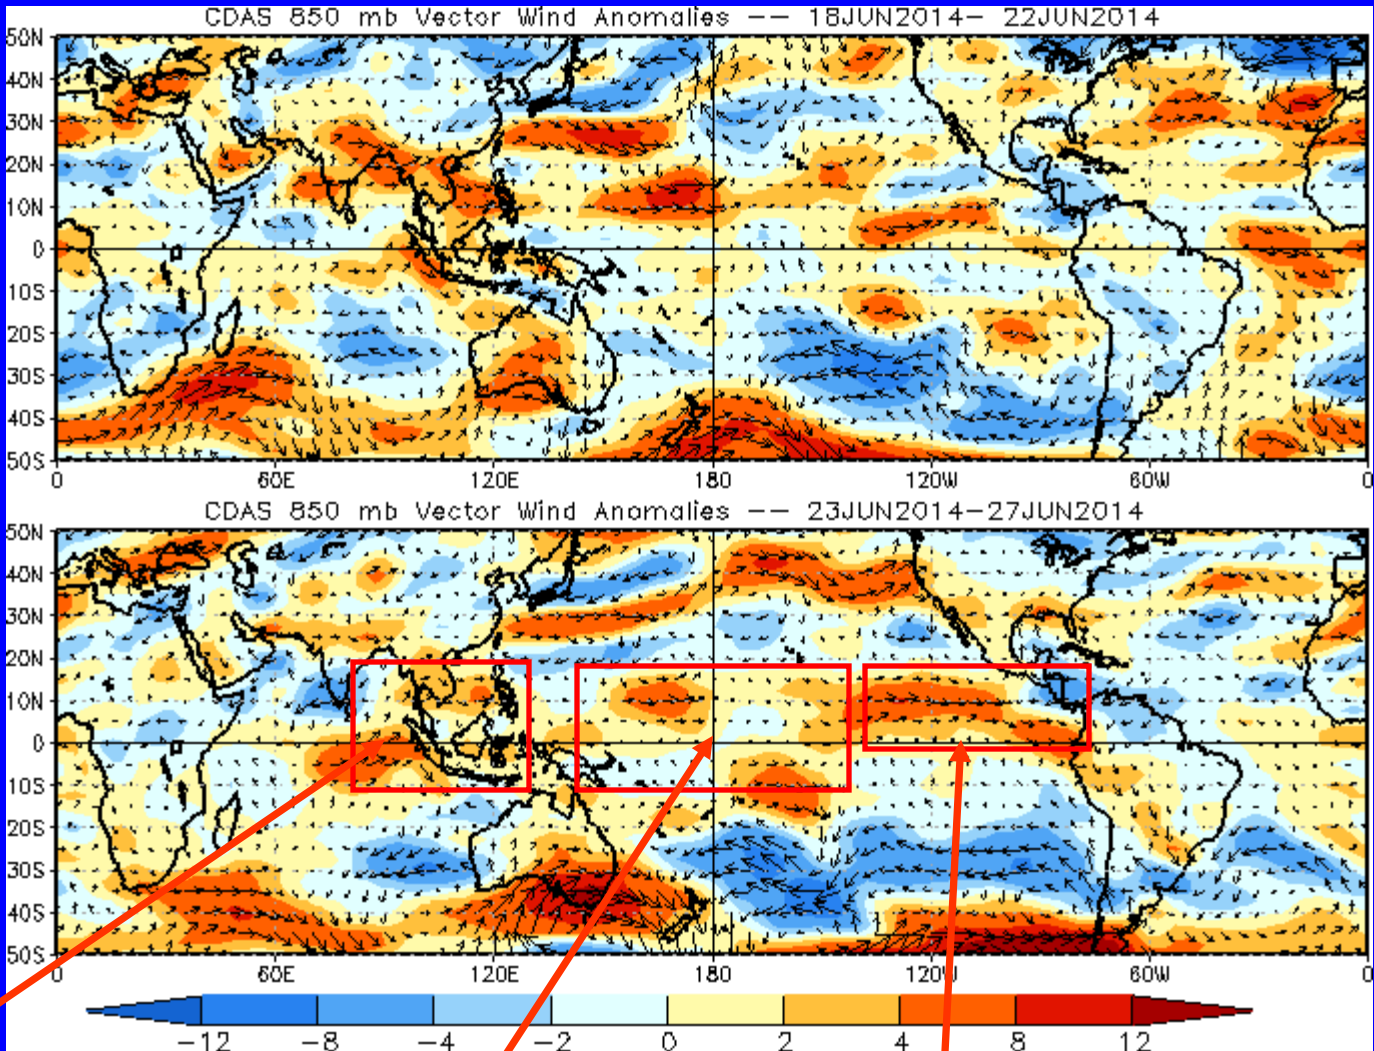 CDAS 850 mb Vector Wind Anomalies -- 18JUN2014- 22JUN2014
50N
40N
30N
20N
10N
0
10S
20S
30S
40S
50S
0 60E 120E 180 120W 60W 0
CDAS 850 mb Vector Wind Anomalies -- 23JUN2014-27JUN2014
50N
40N
30N
20N
10N
0
10S
20S
30S
40S
50S
0 60E 120E 180 120W 60W 0
-12 -8 -4 -2 0 2 4 8 12